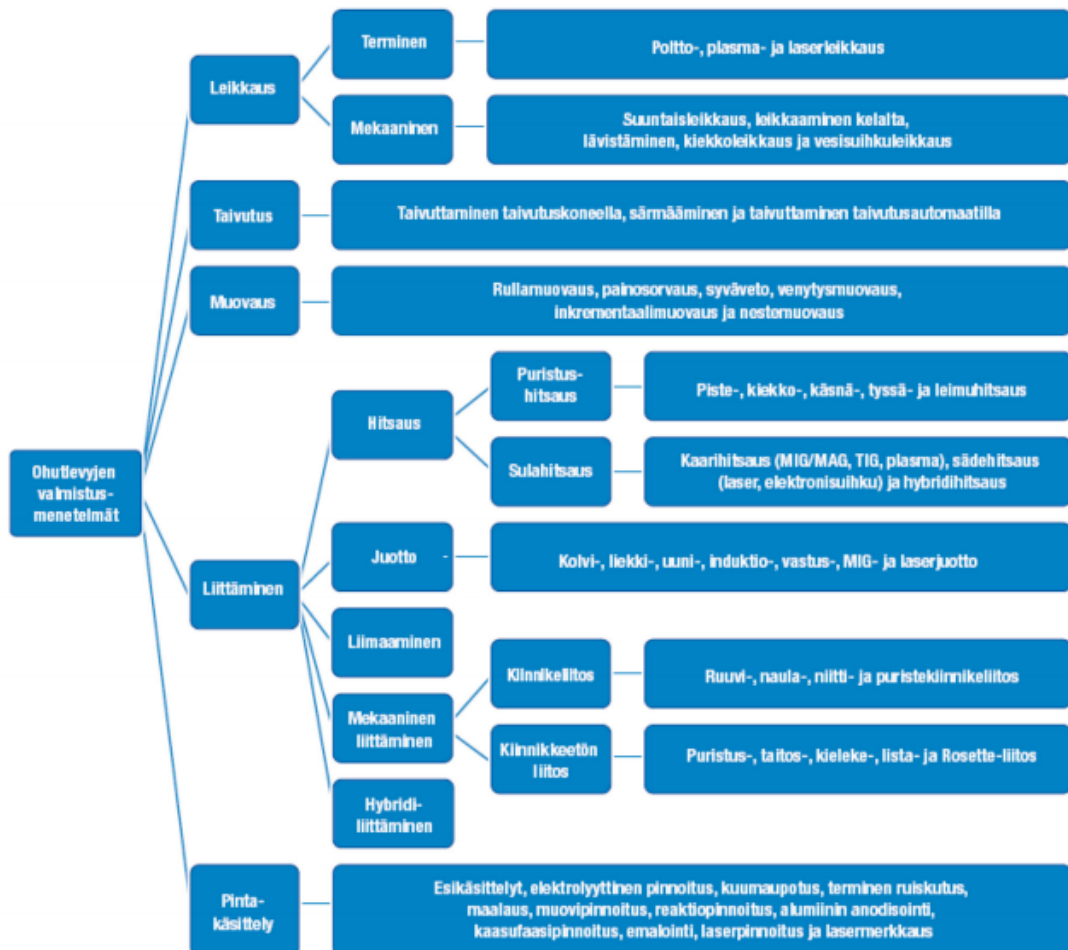 Terminen
Poltto-, plasma- ja laserleikkaus
Leikkaus
Mekaaninen
Suuntaisleikkaus, leikkaaminen kelalta,
lävistäminen, kiekkoleikkaus ja vesisuihkuleikkaus
Taivutus
Taivuttaminen taivutuskoneella, särmääminen ja taivuttaminen taivutusautomaatilla
Muovaus
Rullamuovaus, painosorvaus, syväveto, venytysmuovaus,
inkrementaalimuovaus ja nestemuovaus
Puristus-
hitsaus
Piste-, kiekko-, käsnä-, tyssä- ja leimuhitsaus
Hitsaus
Sulahitsaus
Kaarihitsaus (MIG/MAG, TIG, plasma), sädehitsaus
(laser, elektronisuihku) ja hybridihitsaus
Ohutlevyjen
valmistus-
menetelmät
Juotto
Kolvi-, liekki-, uuni-, induktio-, vastus-, MIG- ja laserjuotto
Liittäminen
Liimaaminen
Kiinnikeliitos
Ruuvi-, naula-, niitti- ja puristekiinnikeliitos
Mekaaninen
liittäminen
Kiinnikkeetön
liitos
Puristus-, taitos-, kieleke-, lista- ja Rosette-liitos
Hybridi-
liittäminen
Pinta-
käsittely
Esikäsittelyt, elektrolyyttinen pinnoitus, kuumaupotus, terminen ruiskutus,
maalaus, muovipinnoitus, reaktiopinnoitus, alumiinin anodisointi,
kaasufaasipinnoitus, emalointi, laserpinnoitus ja lasermerkkaus